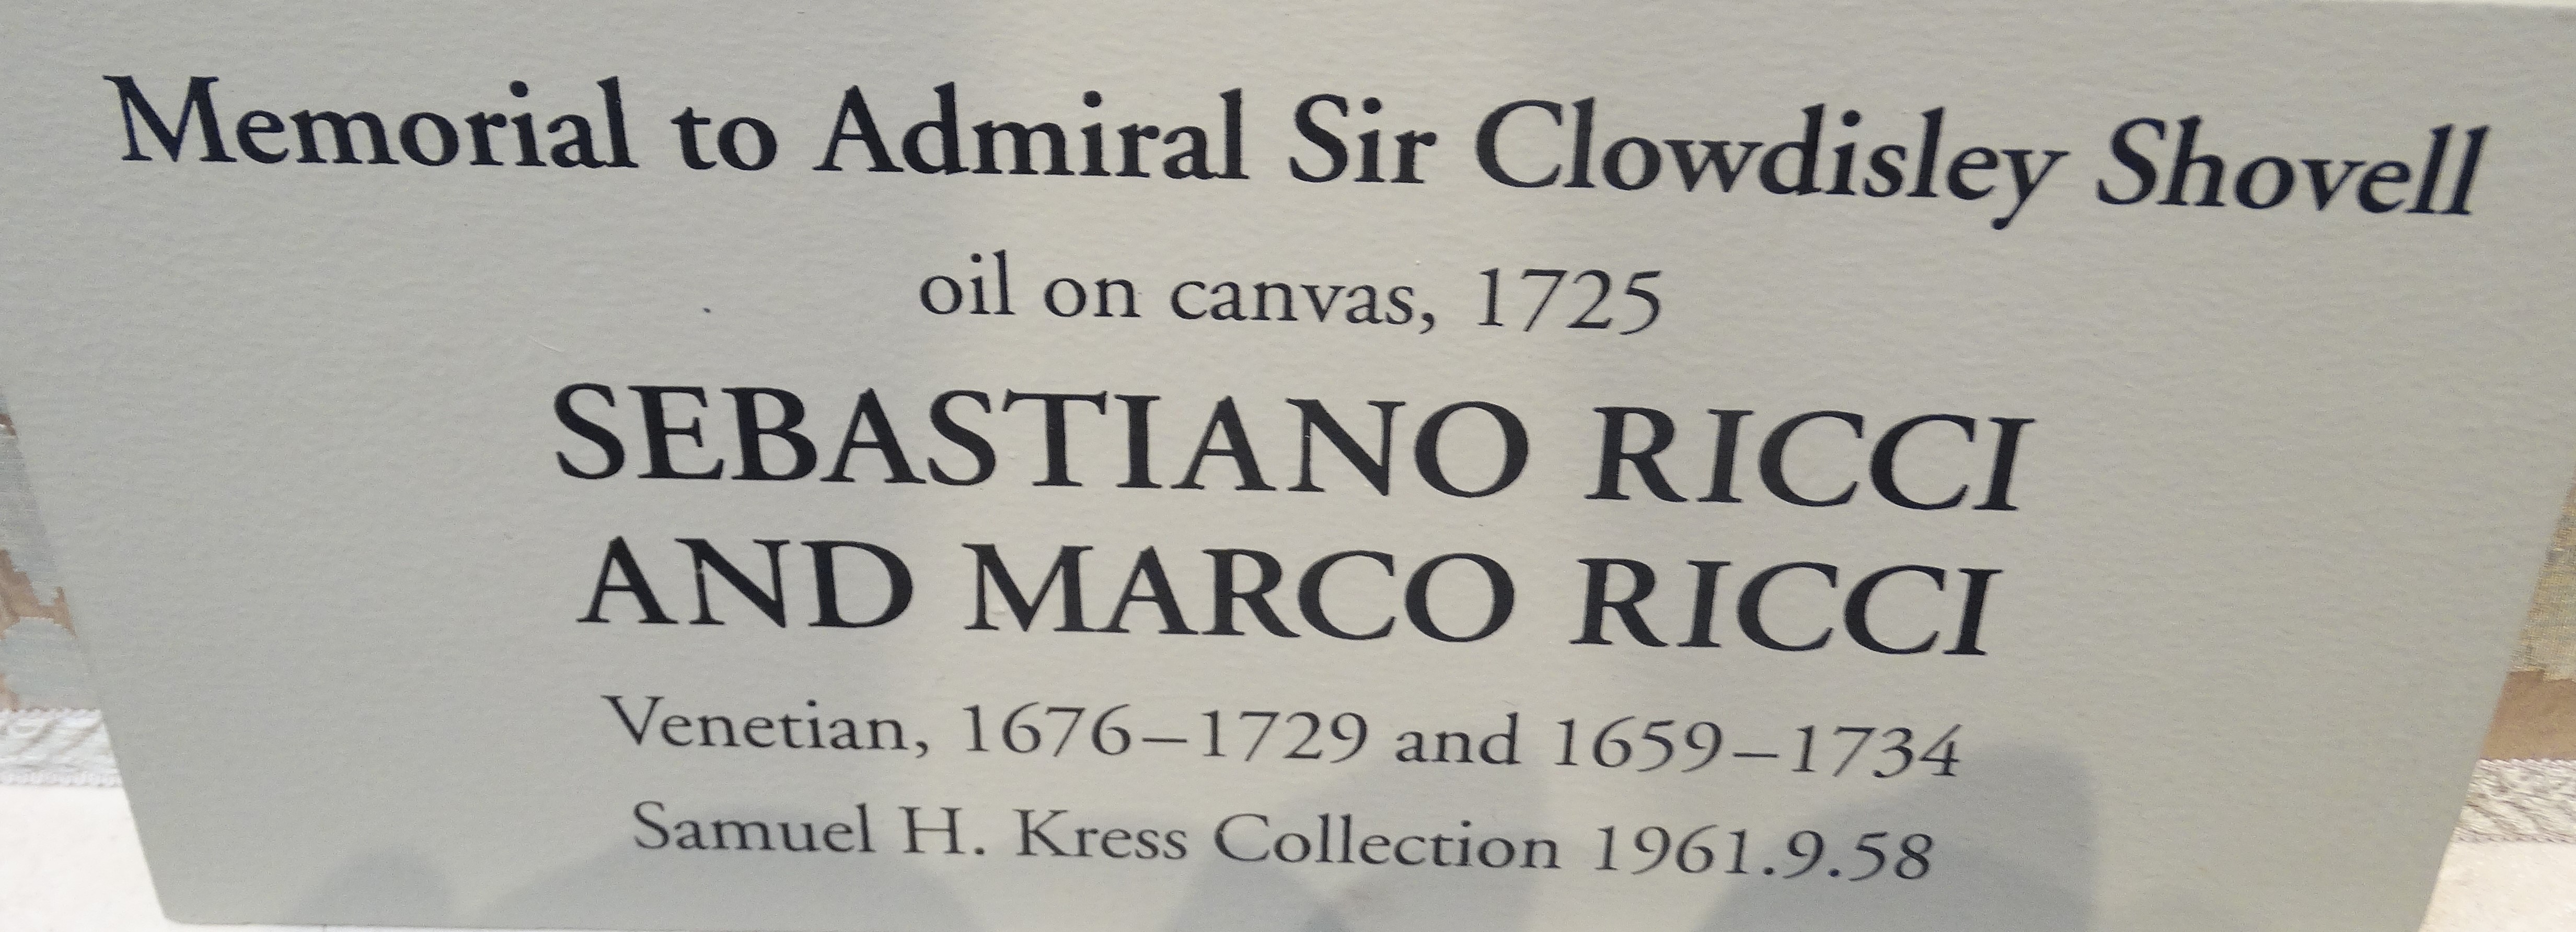 Memorial to Admiral Sir Clowdisley Shovell
oil on canvas, 1725
SEBASTIANO RICCI
AND MARCO RICCI
Venetian, 1676–1729 and 1659–1734
Samuel H. Kress Collection 1961.9.58